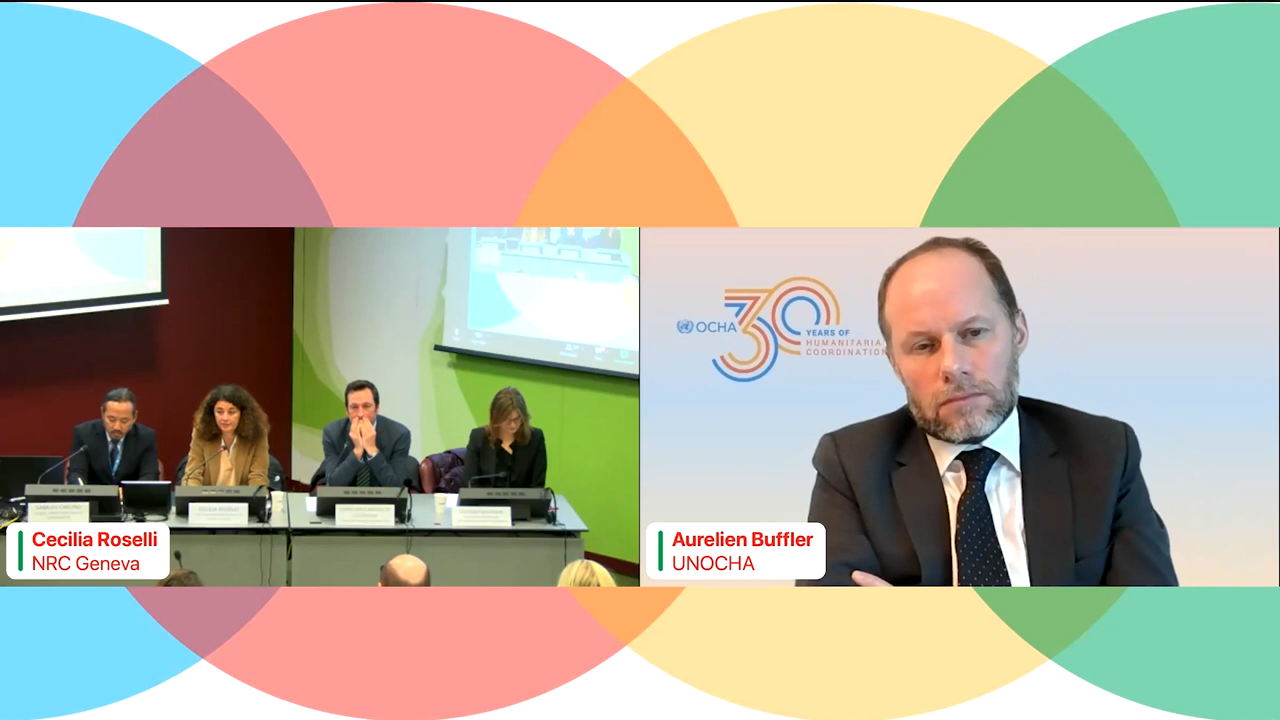 Cecilia Roselli
NRC Geneva
OCHA
30
YEARS OF
HUMANITARIAN
COORDINATION
Aurelien Buffler
UNOCHA